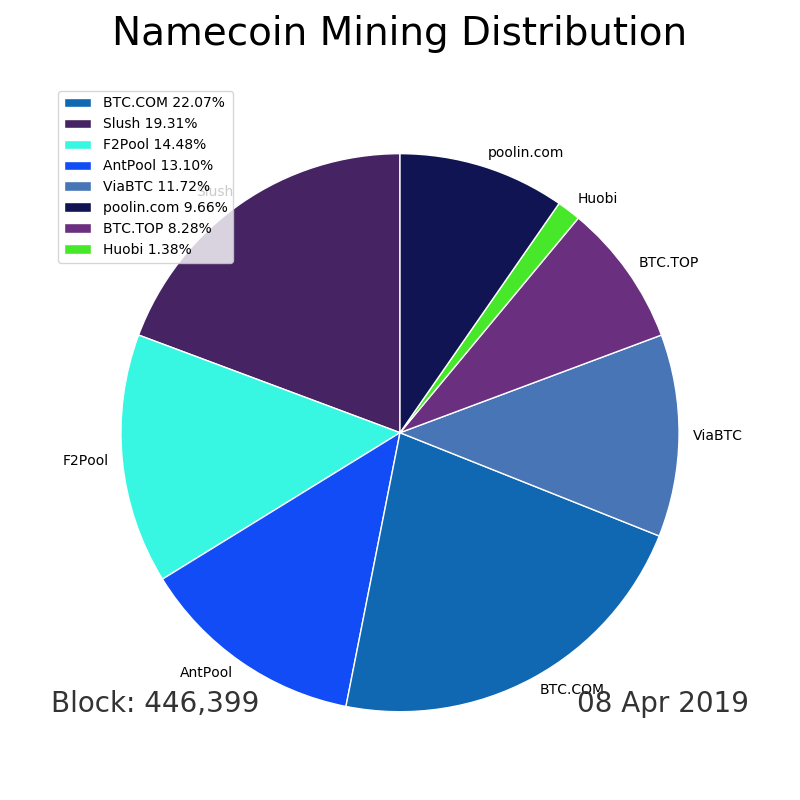 Namecoin Mining Distribution
BTC.COM 22.07%
Slush 19.31%
F2Pool 14.48%
AntPool 13.10%
ViaBTC 11.72%
poolin.com 9.66%
BTC.TOP 8.28%
Huobi 1.38%
poolin.com
Slush
Huobi
BTC.TOP
ViaBTC
F2Pool
AntPool
BTC.COM
Block: 446,399
08 Apr 2019